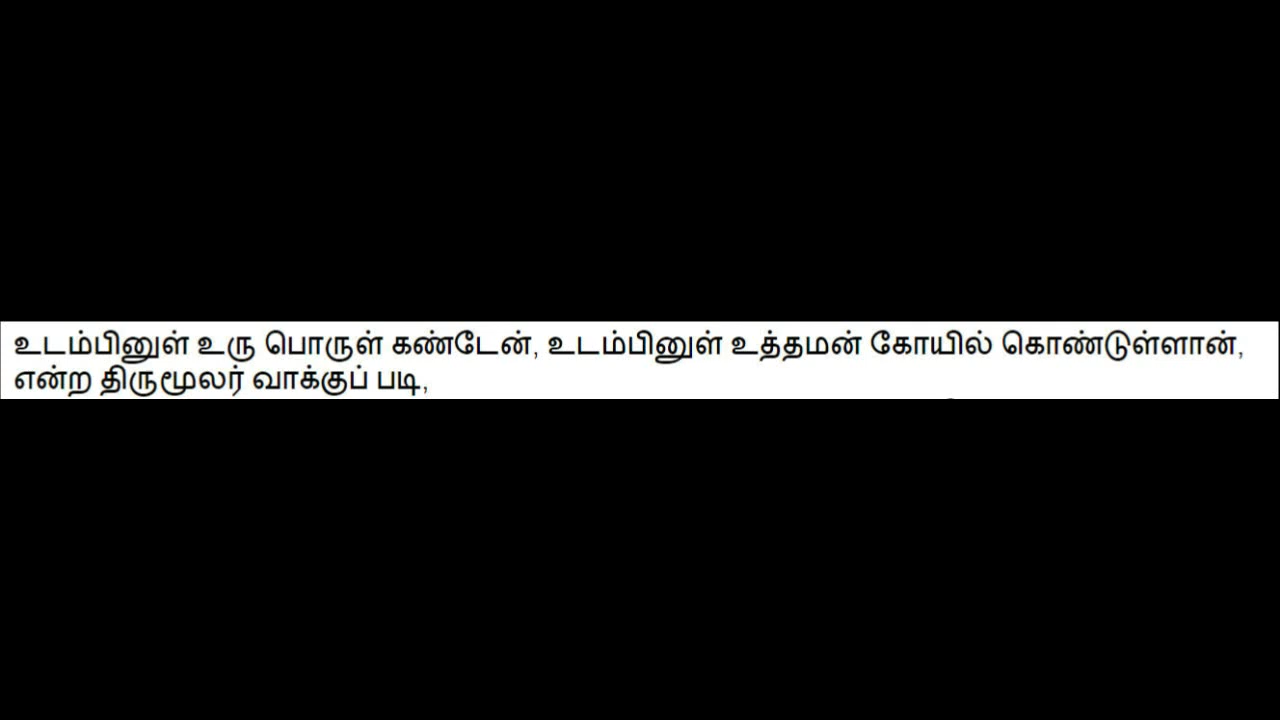 உடம்பினுள் உரு பொருள் கண்டேன், உடம்பினுள் உத்தமன் கோயில் கொண்டுள்ளான்,
என்ற திருமூலர் வாக்குப் படி,